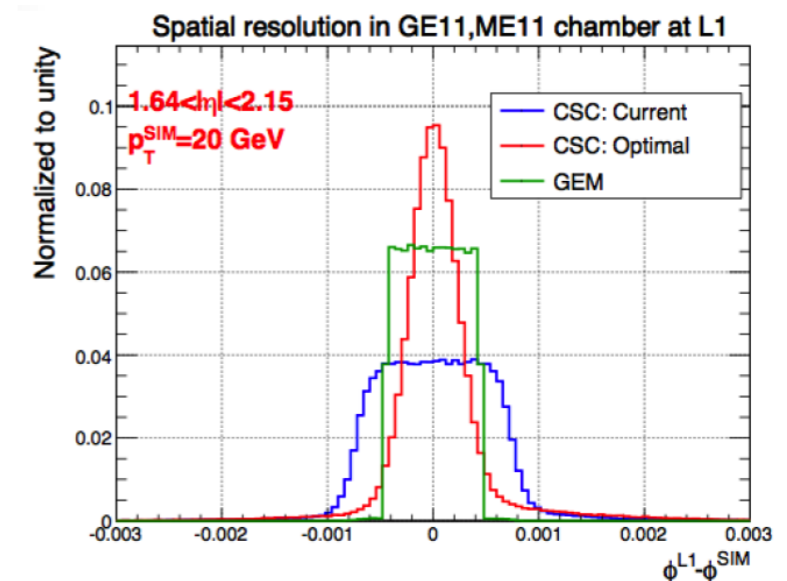 Spatial resolution in GE11,ME11 chamber at L1
Normalized to unity
1.64<|η|<2.15
p_T^SIM=20 GeV
CSC: Current
CSC: Optimal
GEM
0.1
0.08
0.06
0.04
0.02
0
-0.003 -0.002 -0.001 0 0.001 0.002 0.003
ϕ^L1-ϕ^SIM